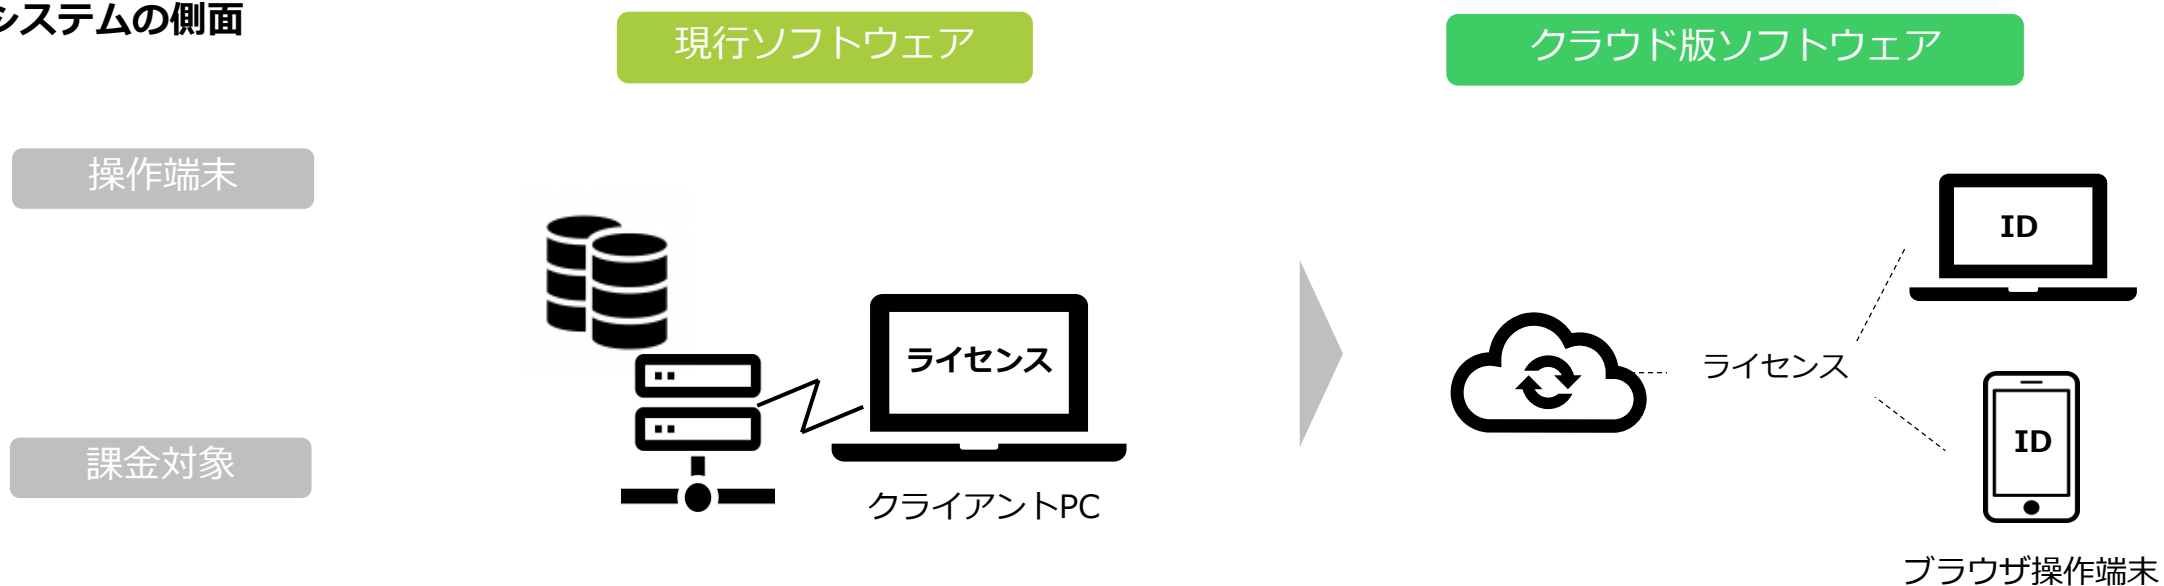 システムの側面
現行ソフトウェア
クラウド版ソフトウェア
操作端末
ID
ライセンス
ライセンス
課金対象
ID
クライアントPC
ブラウザ操作端末